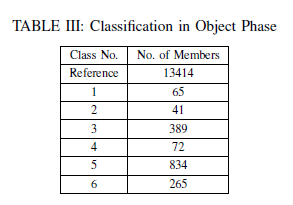 TABLE III: Classification in Object Phase
Class No. No. of Members
Reference 13414
1 65
2 41
3 389
4 72
5 834
6 265